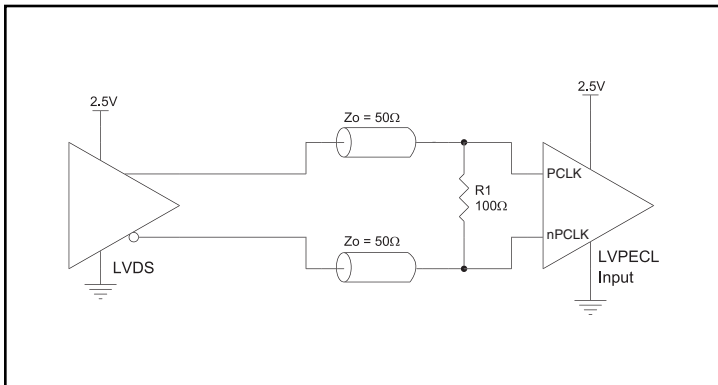 2.5V
2.5V
Zo = 50Ω
PCLK
R1
100Ω
nPCLK
Zo = 50Ω
LVDS
LVPECL
Input